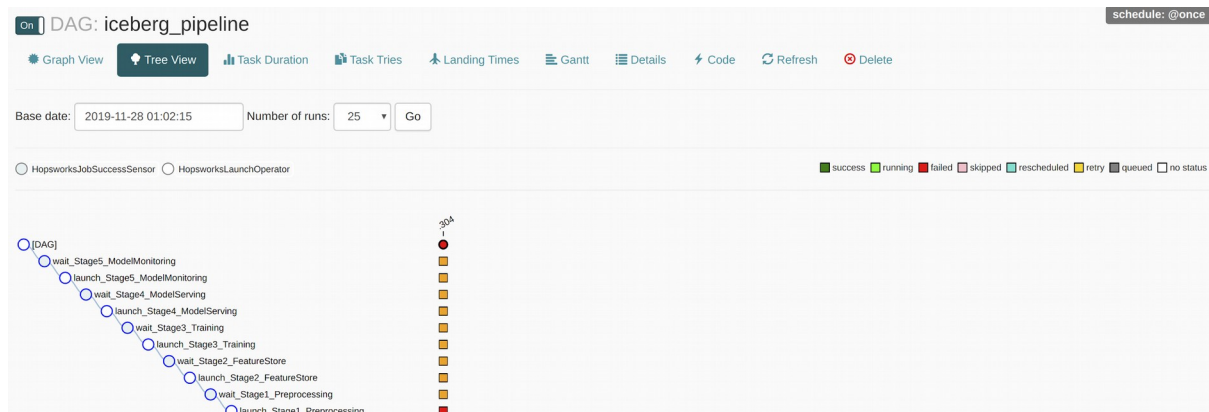 On DAG: iceberg_pipeline
schedule: @once
Graph View Tree View Task Duration Task Tries Landing Times Gantt Details Code Refresh Delete
Base date: 2019-11-28 01:02:15 Number of runs: 25 Go
HopsworksJobSuccessSensor HopsworksLaunchOperator
success running failed skipped rescheduled retry queued no status
.304
[DAG]
wait_Stage5_ModelMonitoring
launch_Stage5_ModelMonitoring
wait_Stage4_ModelServing
launch_Stage4_ModelServing
wait_Stage3_Training
launch_Stage3_Training
wait_Stage2_FeatureStore
launch_Stage2_FeatureStore
wait_Stage1_Preprocessing
launch_Stage1_Preprocessing